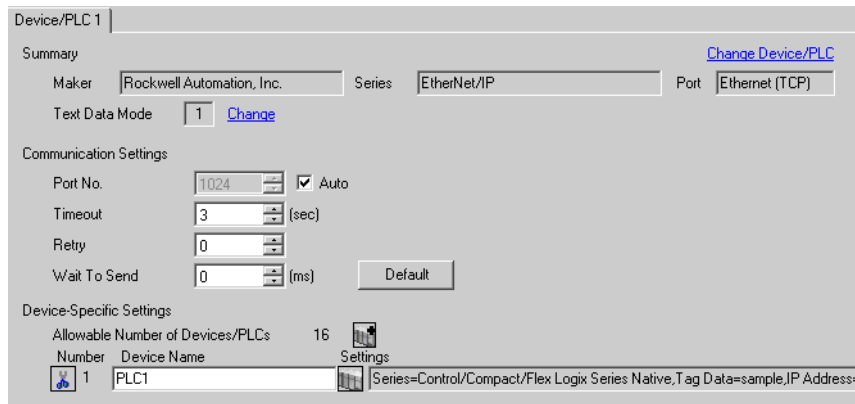 Device/PLC 1
Summary Change Device/PLC
Maker Rockwell Automation, Inc. Series EtherNet/IP Port Ethernet (TCP)
Text Data Mode 1 Change
Communication Settings
Port No. 1024 Auto
Timeout 3 (sec)
Retry 0
Wait To Send 0 (ms) Default
Device-Specific Settings
Allowable Number of Devices/PLCs 16
Number Device Name Settings
1 PLC1 Series=Control/Compact/Flex Logix Series Native,Tag Data=sample,IP Address=